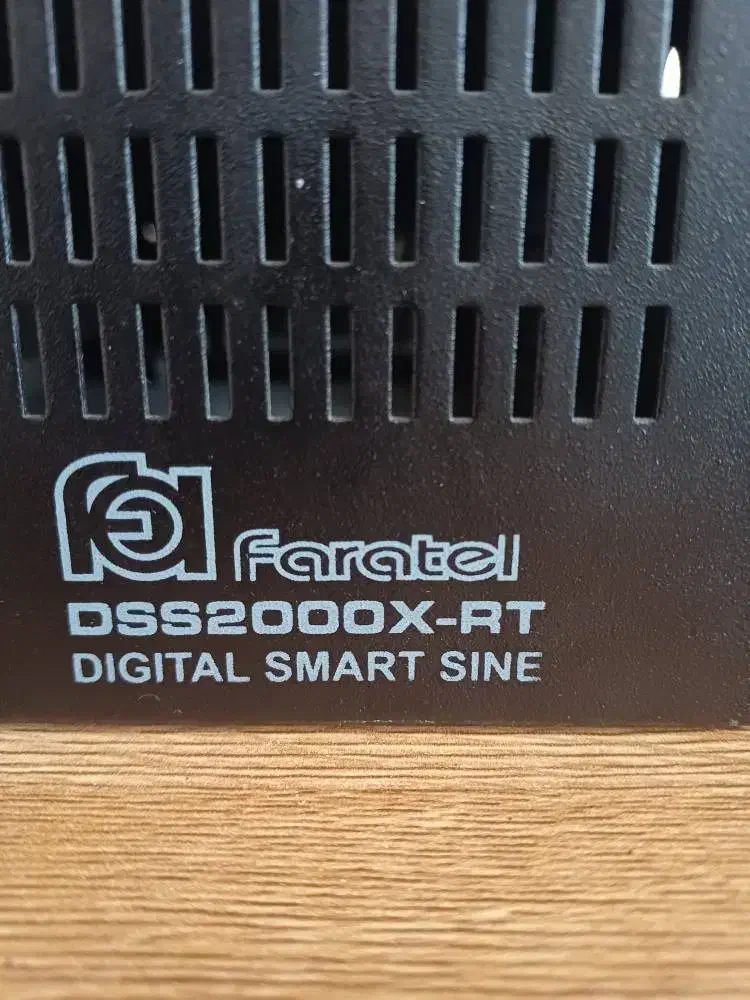 faratel
DSS2000X-RT
DIGITAL SMART SINE